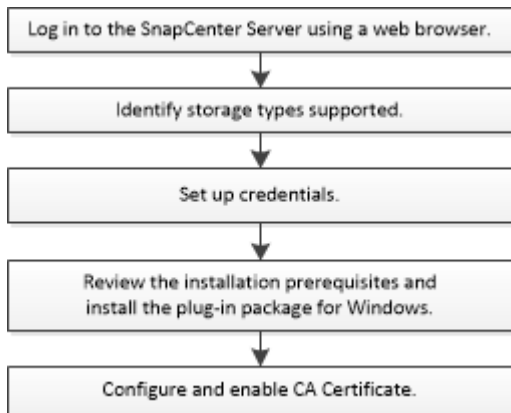 Log in to the SnapCenter Server using a web browser.
Identify storage types supported.
Set up credentials.
Review the installation prerequisites and
install the plug-in package for Windows.
Configure and enable CA Certificate.